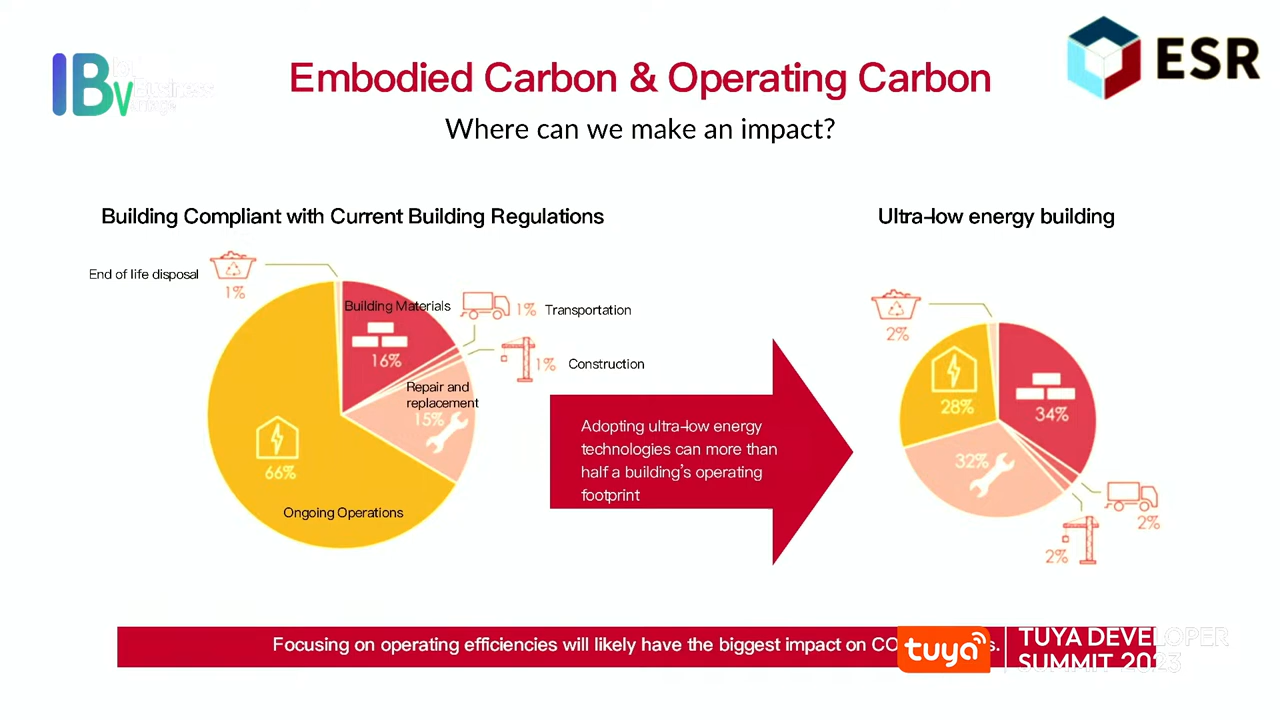 IBv
Business
ESR
Embodied Carbon & Operating Carbon
Where can we make an impact?
Building Compliant with Current Building Regulations
Ultra-low energy building
End of life disposal
1%
Building Materials
16%
1%
Transportation
1%
Construction
Repair and
replacement
15%
66%
Ongoing Operations
Adopting ultra-low energy
technologies can more than
half a building's operating
footprint
2%
28%
34%
32%
2%
2%
Focusing on operating efficiencies will likely have the biggest impact on
tuya
TUYA DEVELOPER
SUMMIT 2023